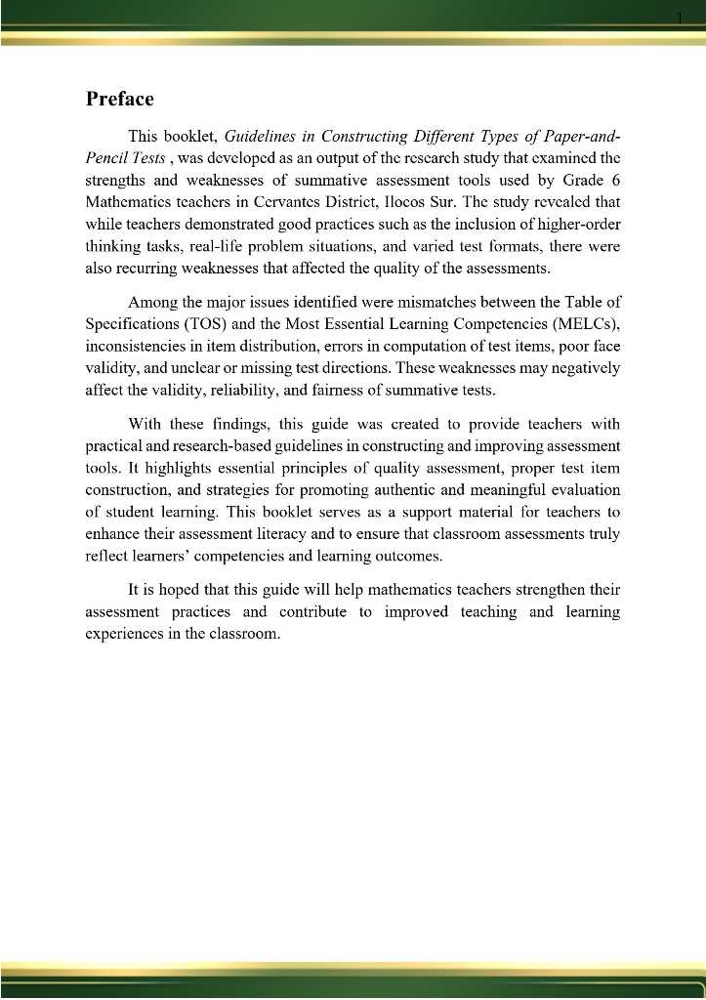 1
Preface
This booklet, Guidelines in Constructing Different Types of Paper-and-
Pencil Tests , was developed as an output of the research study that examined the
strengths and weaknesses of summative assessment tools used by Grade 6
Mathematics teachers in Cervantes District, Ilocos Sur. The study revealed that
while teachers demonstrated good practices such as the inclusion of higher-order
thinking tasks, real-life problem situations, and varied test formats, there were
also recurring weaknesses that affected the quality of the assessments.
Among the major issues identified were mismatches between the Table of
Specifications (TOS) and the Most Essential Learning Competencies (MELCs),
inconsistencies in item distribution, errors in computation of test items, poor face
validity, and unclear or missing test directions. These weaknesses may negatively
affect the validity, reliability, and fairness of summative tests.
With these findings, this guide was created to provide teachers with
practical and research-based guidelines in constructing and improving assessment
tools. It highlights essential principles of quality assessment, proper test item
construction, and strategies for promoting authentic and meaningful evaluation
of student learning. This booklet serves as a support material for teachers to
enhance their assessment literacy and to ensure that classroom assessments truly
reflect learners’ competencies and learning outcomes.
It is hoped that this guide will help mathematics teachers strengthen their
assessment practices and contribute to improved teaching and learning
experiences in the classroom.